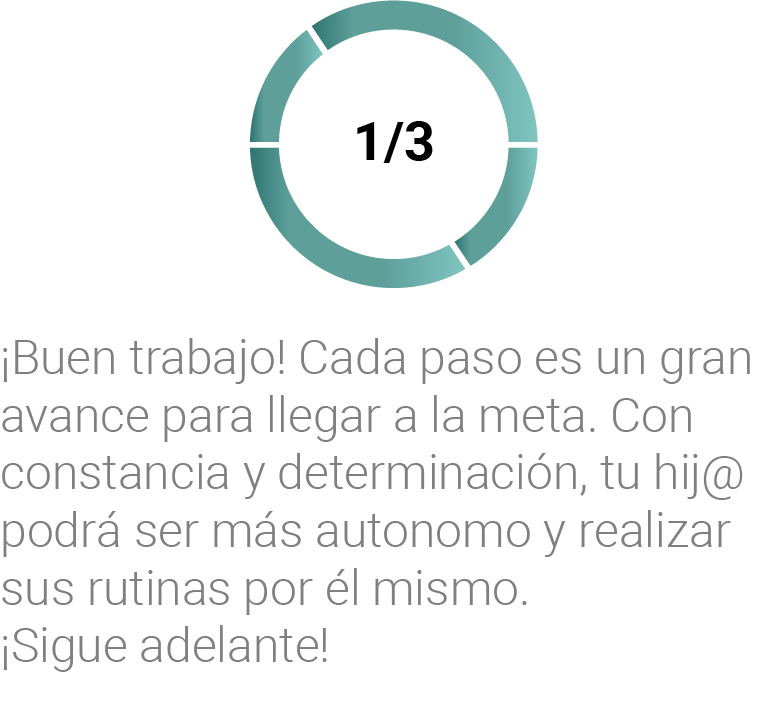 1/3
¡Buen trabajo! Cada paso es un gran
avance para llegar a la meta. Con
constancia y determinación, tu hij@
podrá ser más autonomo y realizar
sus rutinas por él mismo.
¡Sigue adelante!